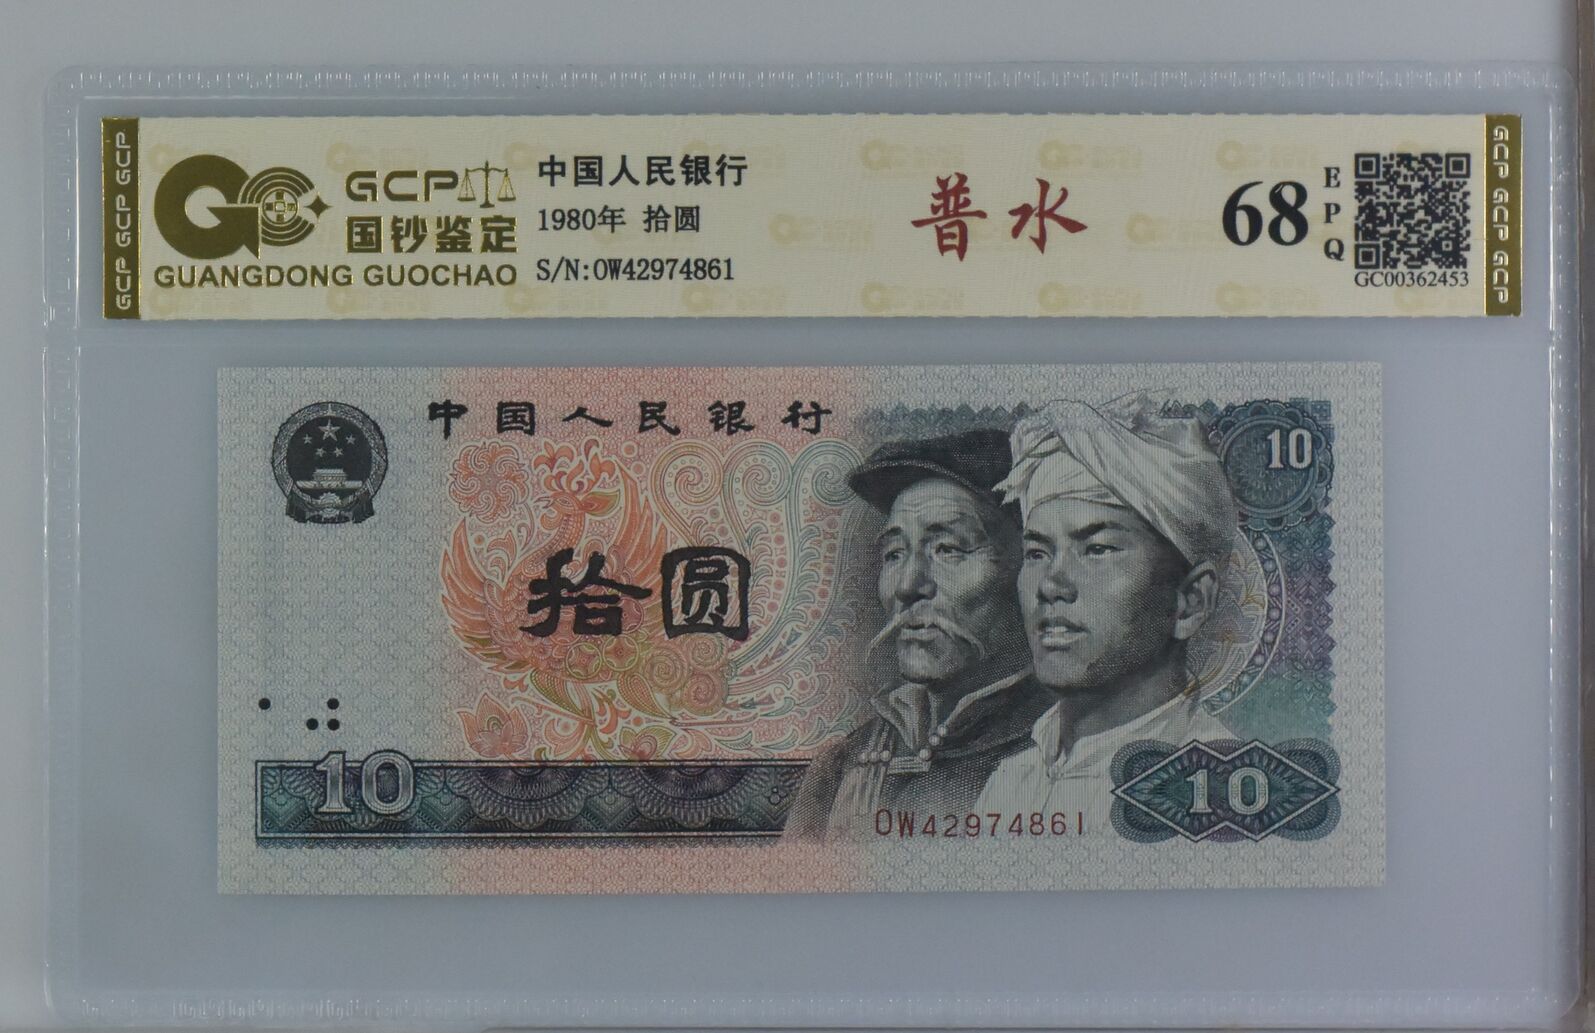 GCP GCP GCP
GCP
国钞鉴定
GUANGDONG GUOCHAO
中国人民银行
1980年 拾圆
S/N:OW42974861
普水
68
EPQ
GC00362453
GCP GCP GCP
中国人民银行
10
拾圆
10
OW42974861
10